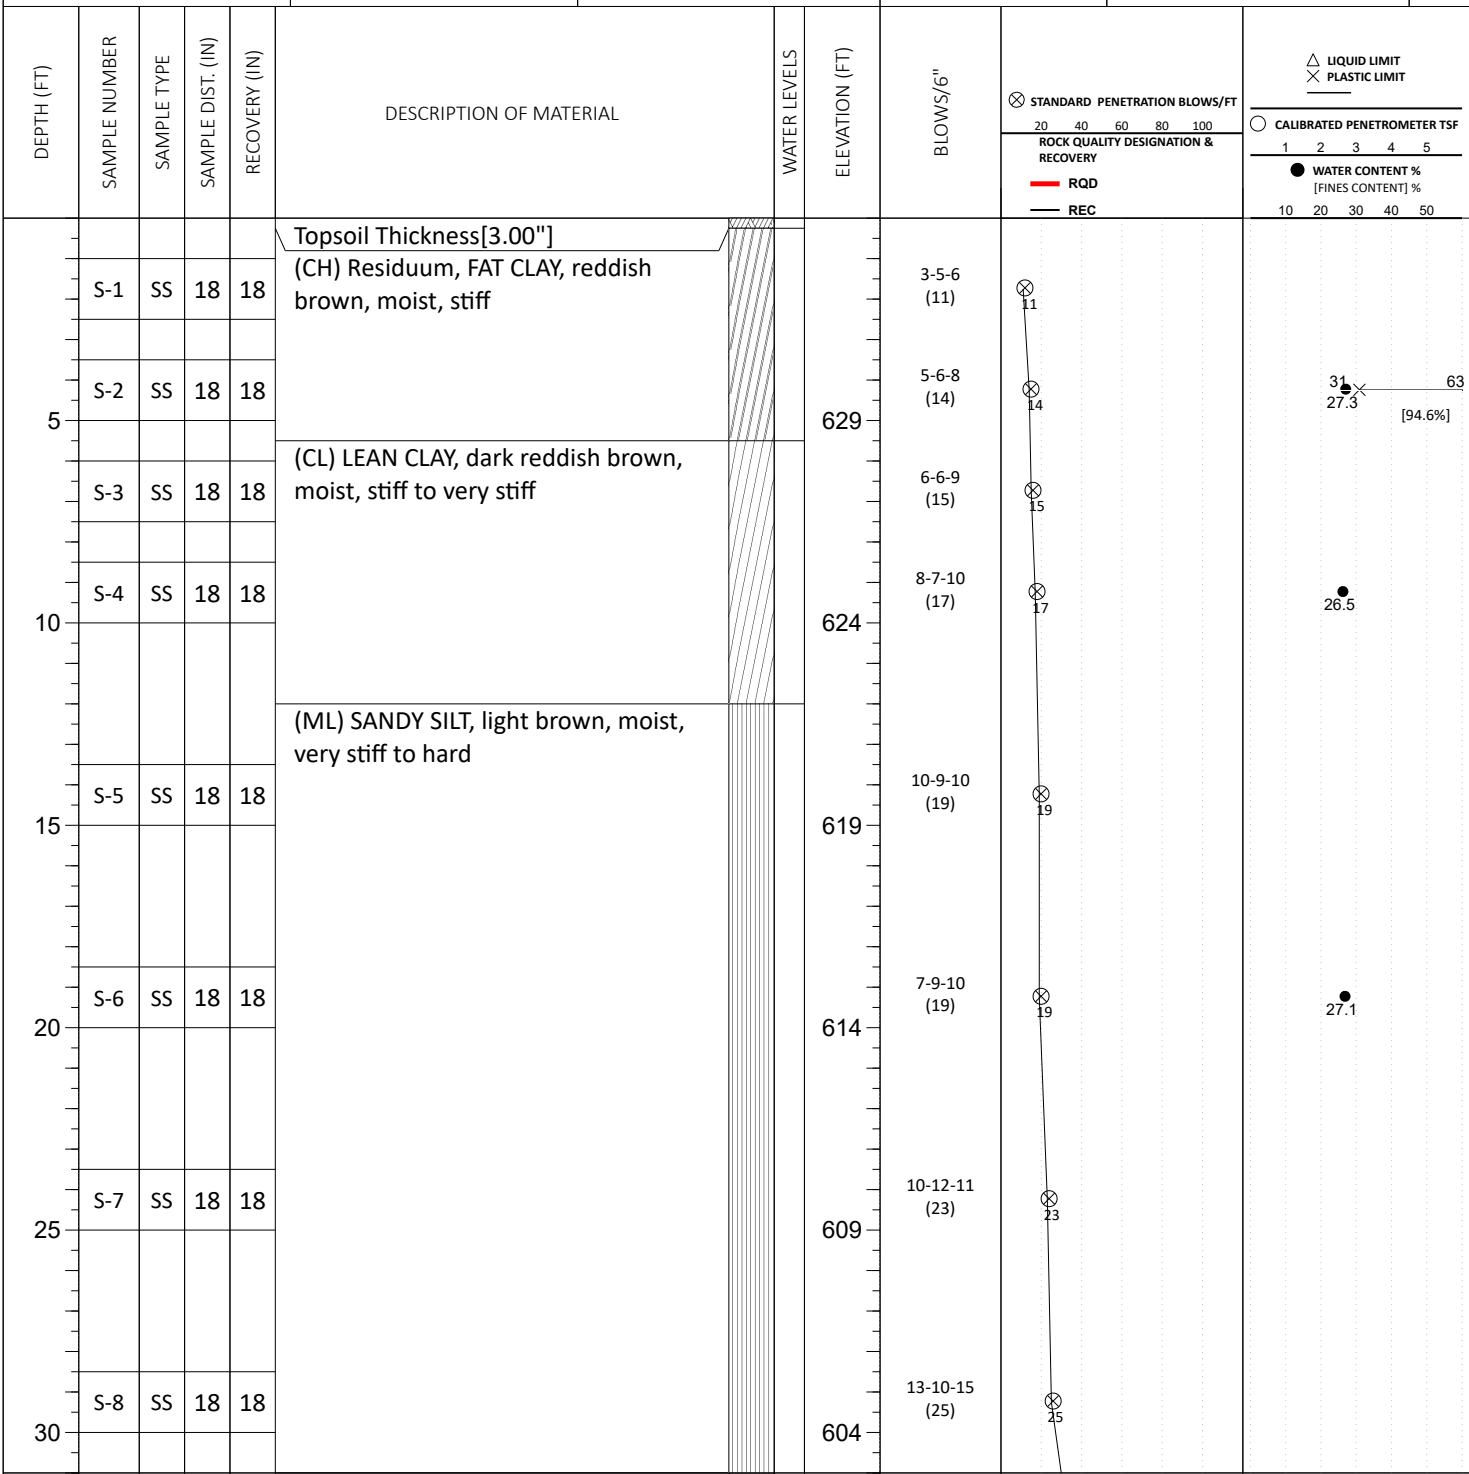 DEPTH (FT)
SAMPLE NUMBER
SAMPLE TYPE
SAMPLE DIST. (IN)
RECOVERY (IN)
DESCRIPTION OF MATERIAL
WATER LEVELS
ELEVATION (FT)
BLOWS/6"
STANDARD PENETRATION BLOWS/FT
20 40 60 80 100
ROCK QUALITY DESIGNATION &
RECOVERY
RQD
REC
LIQUID LIMIT
PLASTIC LIMIT
CALIBRATED PENETROMETER TSF
1 2 3 4 5
WATER CONTENT %
[FINES CONTENT] %
10 20 30 40 50
Topsoil Thickness[3.00"]
(CH) Residuum, FAT CLAY, reddish
brown, moist, stiff
S-1 SS 18 18
3-5-6
(11)
11
S-2 SS 18 18
5-6-8
(14)
14
31 63
27.3
[94.6%]
5 629
(CL) LEAN CLAY, dark reddish brown,
moist, stiff to very stiff
S-3 SS 18 18
6-6-9
(15)
15
S-4 SS 18 18
8-7-10
(17)
17
26.5
10 624
(ML) SANDY SILT, light brown, moist,
very stiff to hard
S-5 SS 18 18
10-9-10
(19)
19
15 619
S-6 SS 18 18
7-9-10
(19)
19
27.1
20 614
S-7 SS 18 18
10-12-11
(23)
23
25 609
S-8 SS 18 18
13-10-15
(25)
25
30 604